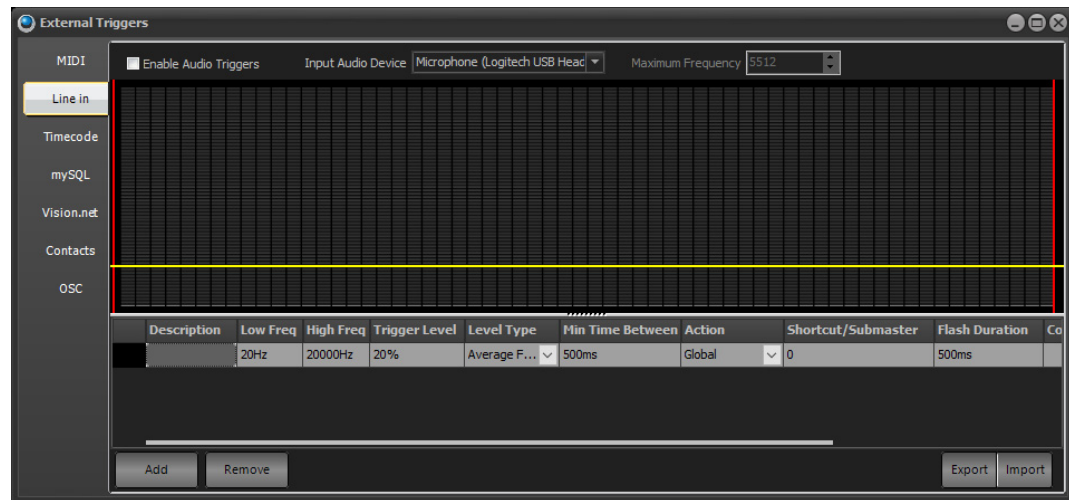 External Triggers
MIDI
Enable Audio Triggers Input Audio Device Microphone (Logitech USB Heac Maximum Frequency 5512
Line in
Timecode
mySQL
Vision.net
Contacts
OSC
Description Low Freq High Freq Trigger Level Level Type Min Time Between Action Shortcut/Submaster Flash Duration Co
20Hz 20000Hz 20% Average F... 500ms Global 0 500ms
Add Remove Export Import